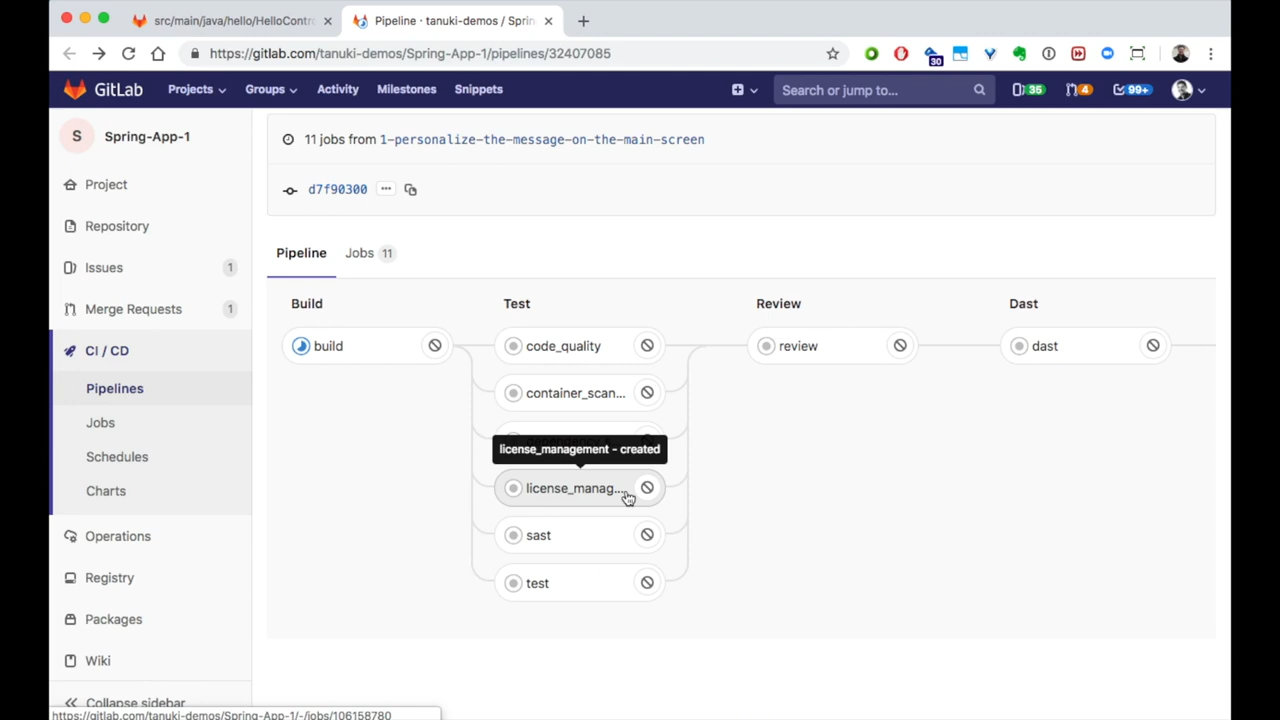 src/main/java/hello/HelloContro
Pipeline · tanuki-demos / Sprin
https://gitlab.com/tanuki-demos/Spring-App-1/pipelines/32407085
30
GitLab
Projects
Groups
Activity
Milestones
Snippets
Search or jump to...
35
4
99+
S
Spring-App-1
Project
Repository
Issues
1
Merge Requests
1
CI / CD
Pipelines
Jobs
Schedules
Charts
Operations
Registry
Packages
Wiki
Collapse sidebar
11 jobs from 1-personalize-the-message-on-the-main-screen
d7f90300
Pipeline
Jobs 11
Build
Test
Review
Dast
build
code_quality
review
dast
container_scan...
license_management - created
license_manag...
sast
test
https://gitlab.com/tanuki-demos/Spring-App-1/-/jobs/106158780